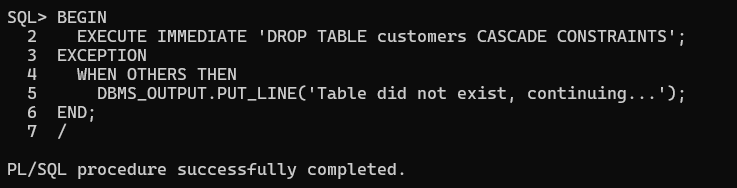 SQL> BEGIN
  2    EXECUTE IMMEDIATE 'DROP TABLE customers CASCADE CONSTRAINTS';
  3  EXCEPTION
  4    WHEN OTHERS THEN
  5      DBMS_OUTPUT.PUT_LINE('Table did not exist, continuing...');
  6  END;
  7  /
PL/SQL procedure successfully completed.